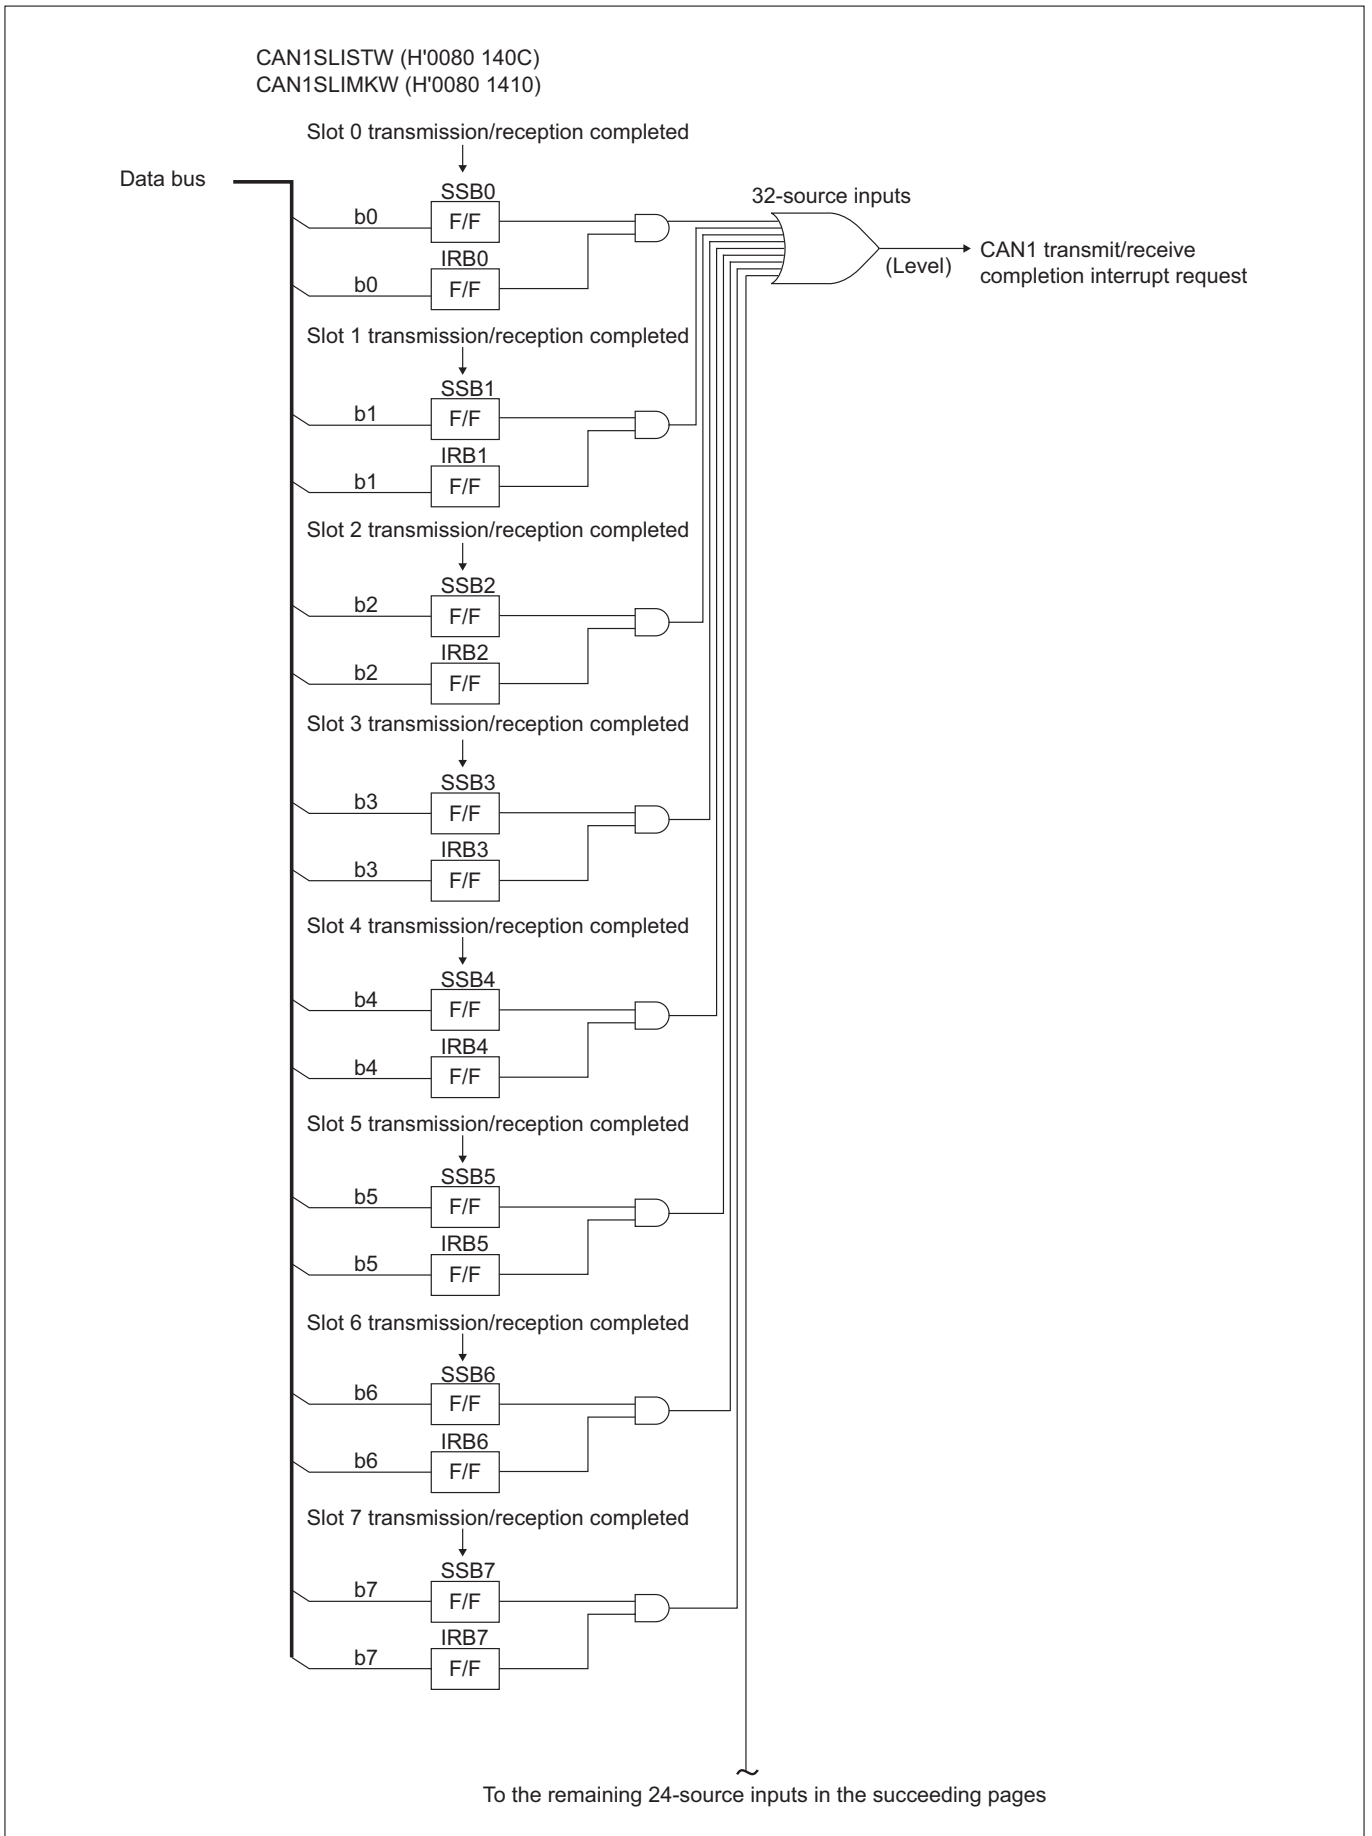 CAN1SLISTW (H'0080 140C)
CAN1SLIMKW (H'0080 1410)
Slot 0 transmission/reception completed
Data bus
SSB0
32-source inputs
b0
F/F
CAN1 transmit/receive
(Level)
completion interrupt request
IRB0
b0
F/F
Slot 1 transmission/reception completed
SSB1
b1
F/F
IRB1
b1
F/F
Slot 2 transmission/reception completed
SSB2
b2
F/F
IRB2
b2
F/F
Slot 3 transmission/reception completed
SSB3
b3
F/F
IRB3
b3
F/F
Slot 4 transmission/reception completed
SSB4
b4
F/F
IRB4
b4
F/F
Slot 5 transmission/reception completed
SSB5
b5
F/F
IRB5
b5
F/F
Slot 6 transmission/reception completed
SSB6
b6
F/F
IRB6
b6
F/F
Slot 7 transmission/reception completed
SSB7
b7
F/F
IRB7
b7
F/F
To the remaining 24-source inputs in the succeeding pages